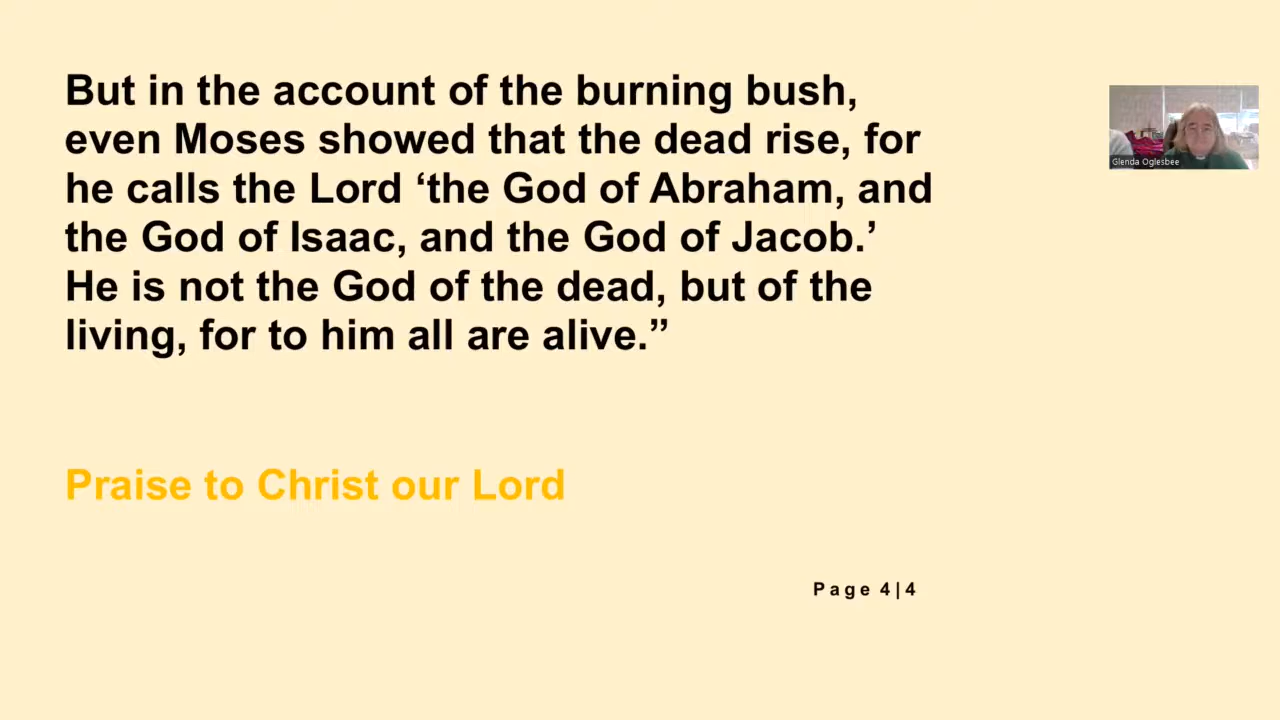 But in the account of the burning bush,
even Moses showed that the dead rise, for
he calls the Lord ‘the God of Abraham, and
the God of Isaac, and the God of Jacob.’
He is not the God of the dead, but of the
living, for to him all are alive.”
Glenda Oglesbee
Praise to Christ our Lord
Page 4|4